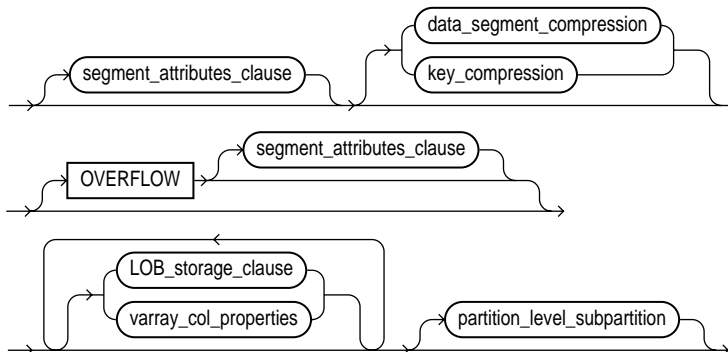 data_segment_compression
segment_attributes_clause
key_compression
segment_attributes_clause
OVERFLOW
LOB_storage_clause
varray_col_properties
partition_level_subpartition